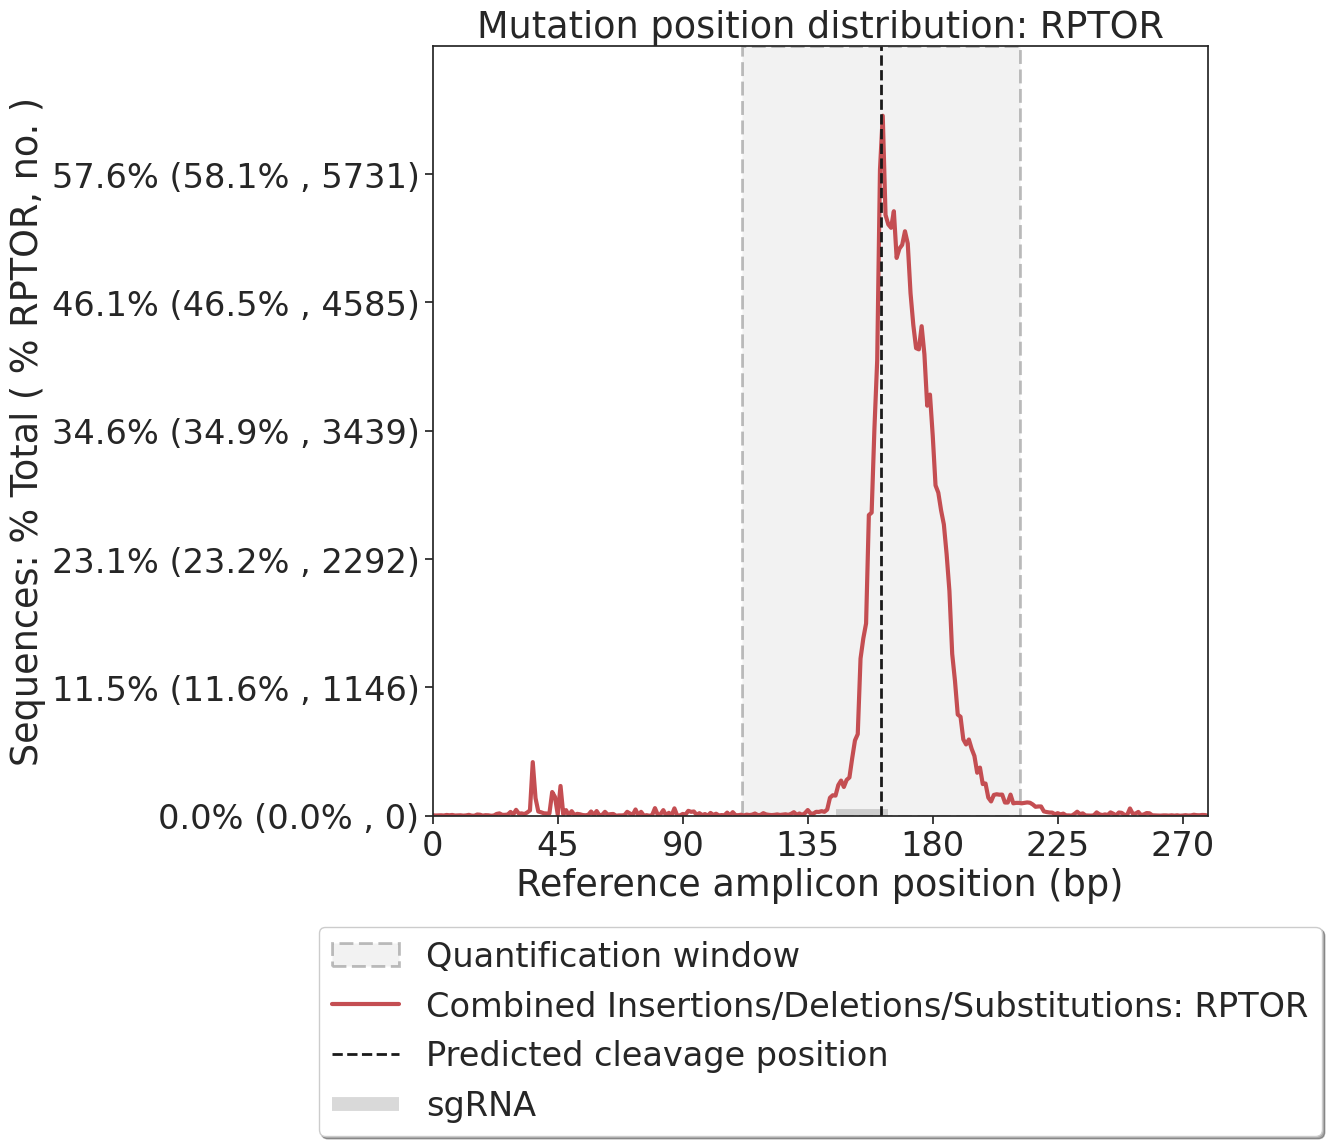 Mutation position distribution: RPTOR
Sequences: % Total ( % RPTOR, no. )
57.6% (58.1% , 5731)
46.1% (46.5% , 4585)
34.6% (34.9% , 3439)
23.1% (23.2% , 2292)
11.5% (11.6% , 1146)
0.0% (0.0% , 0)
0 45 90 135 180 225 270
Reference amplicon position (bp)
Quantification window
Combined Insertions/Deletions/Substitutions: RPTOR
Predicted cleavage position
sgRNA